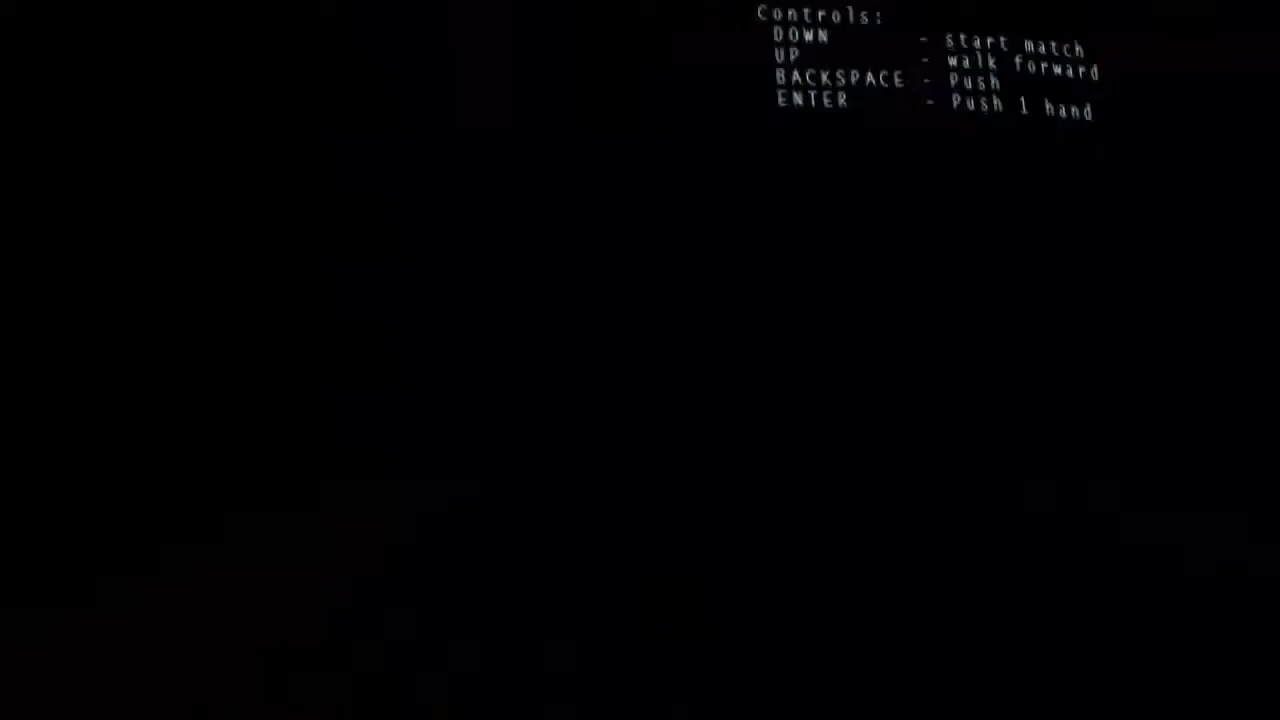 Controls:
DOWN - start match
UP - walk forward
BACKSPACE - Push
ENTER - Push 1 hand